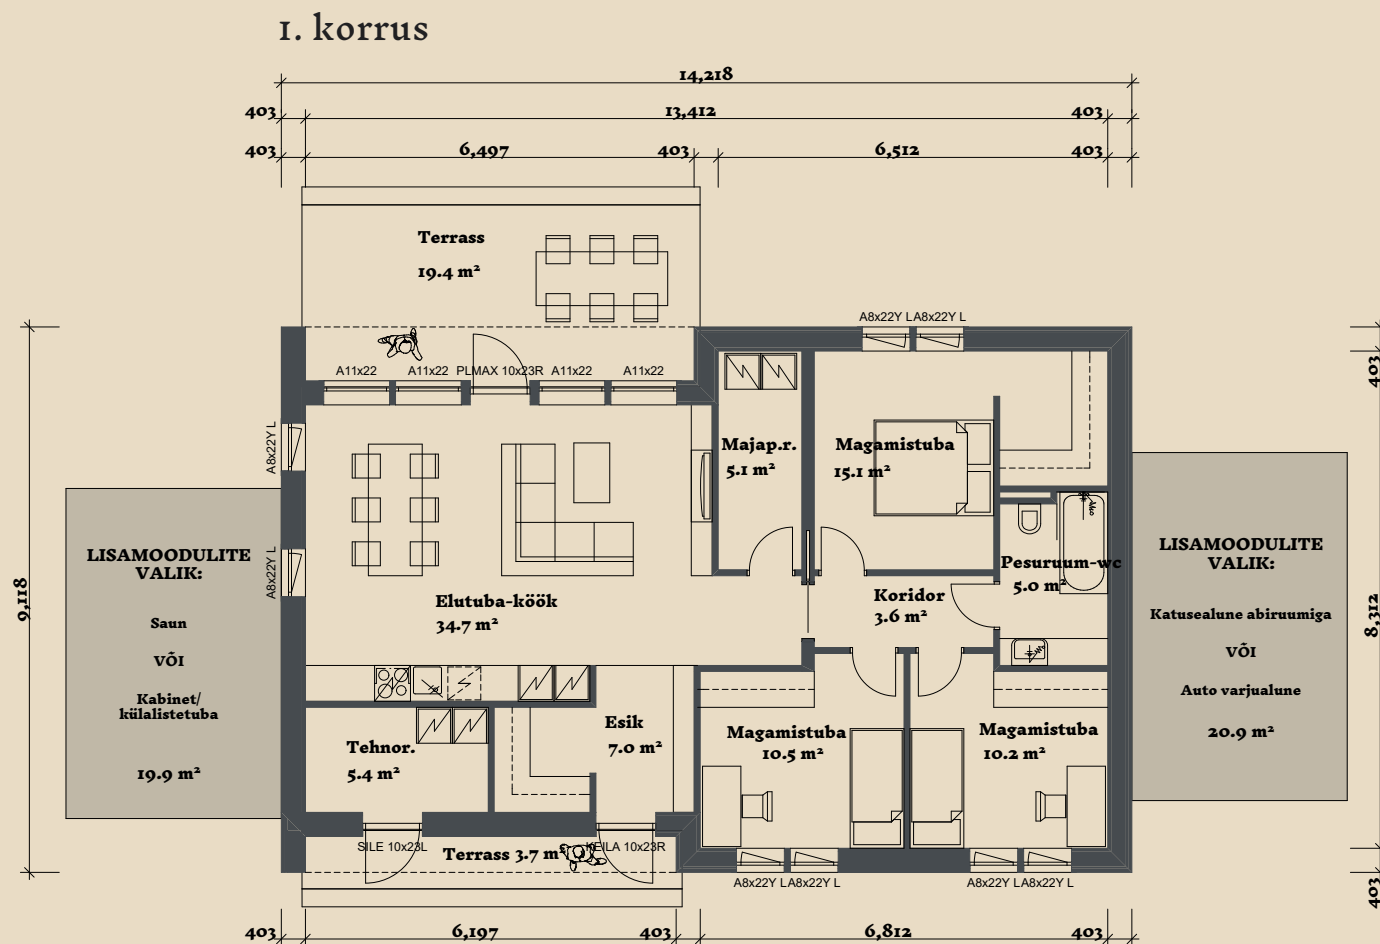 1. korrus
14,218
403 13,412 403
403 6,497 403 6,512 403
Terrass
19.4 m²
A8x22Y L A8x22Y L
A11x22 A11x22 PLMAX 10x23R A11x22 A11x22
403
A8x22Y L
Majap.r.
5.1 m²
Magamistuba
15.1 m²
LISAMOODULITE
VALIK:
Saun
VÕI
Kabinet/
külalistetuba
19.9 m²
A8x22Y L
9,118
Elutuba-köök
34.7 m²
Koridor
3.6 m²
Pesuruum-wc
5.0 m²
LISAMOODULITE
VALIK:
Katusealune abiruumiga
VÕI
Auto varjualune
20.9 m²
8,312
Tehnor.
5.4 m²
Esik
7.0 m²
Magamistuba
10.5 m²
Magamistuba
10.2 m²
SILE 10x23L
Terrass 3.7 m²
KEILA 10x23R
A8x22Y L A8x22Y L
A8x22Y L A8x22Y L
403
403 6,197 403 6,812 403